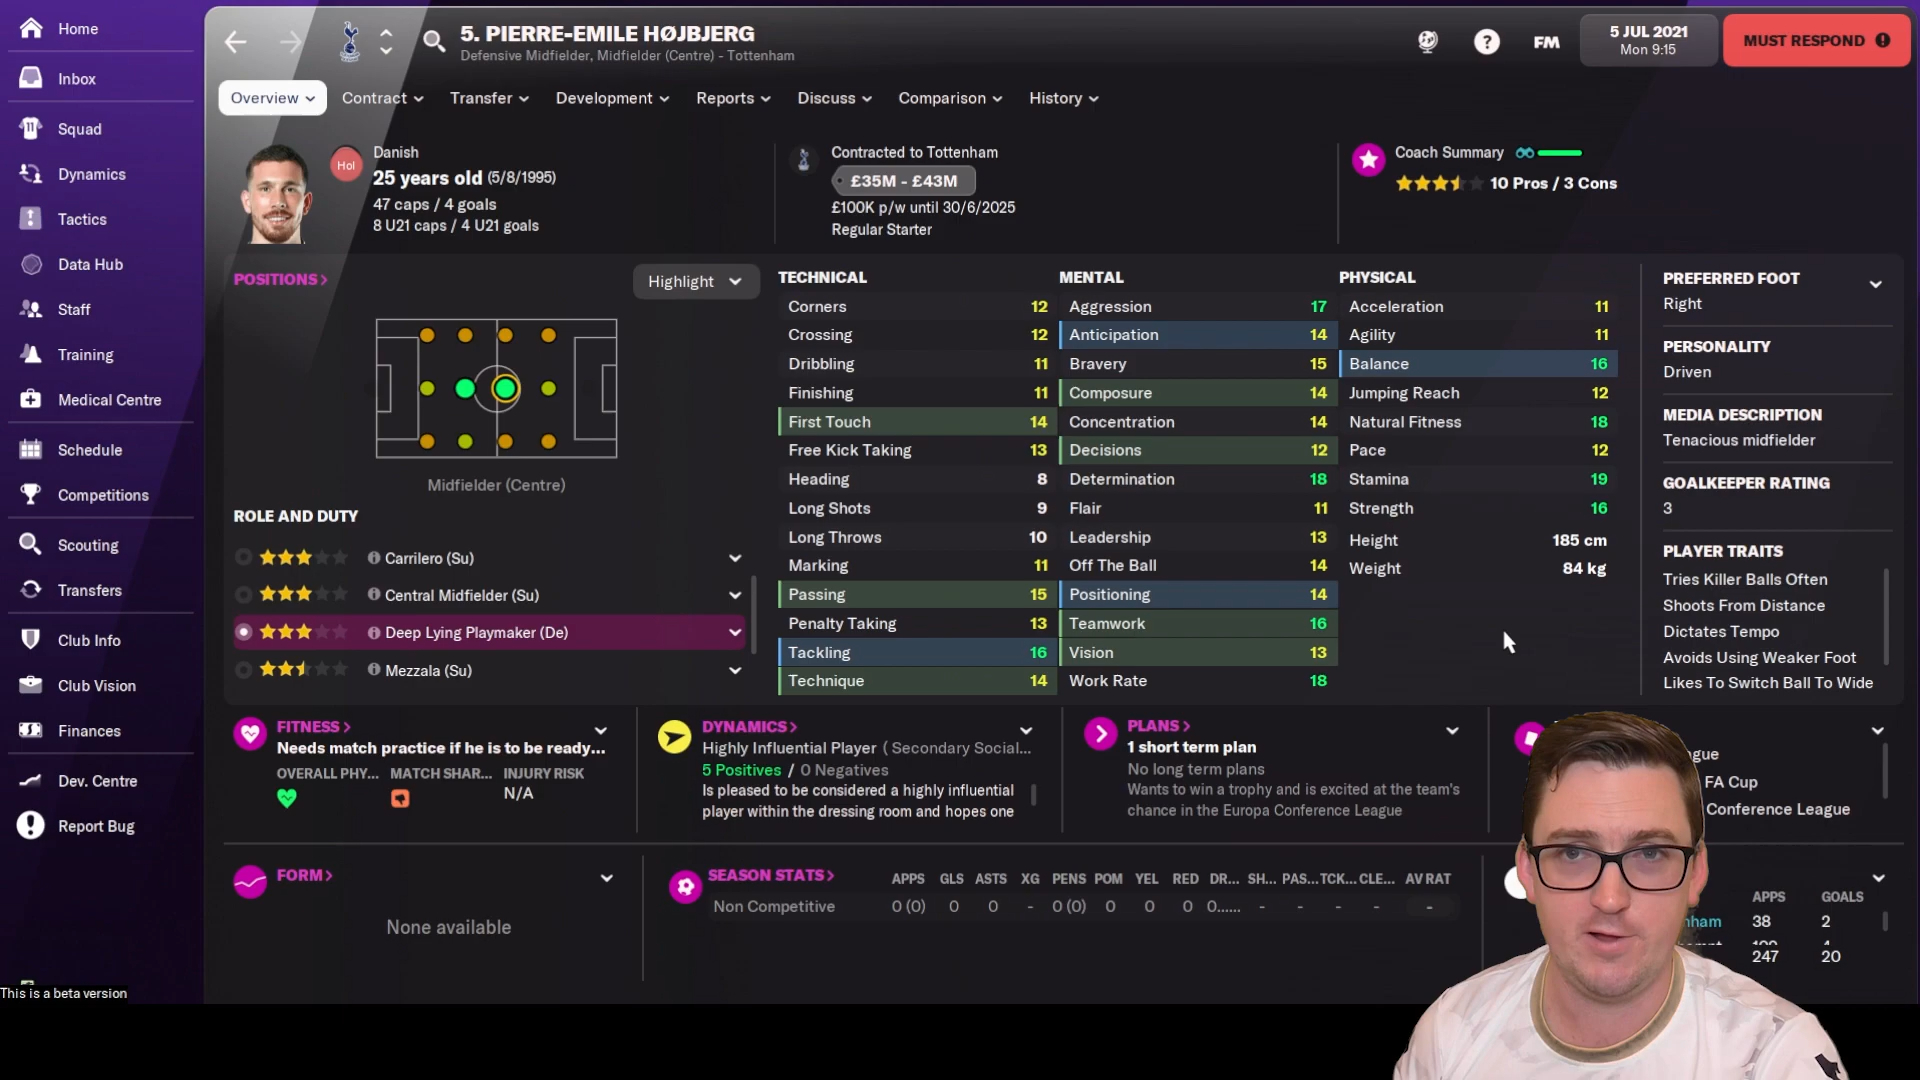 Home
Inbox
Squad
Dynamics
Tactics
Data Hub
Staff
Training
Medical Centre
Schedule
Competitions
Scouting
Transfers
Club Info
Club Vision
Finances
Dev. Centre
Report Bug
This is a beta version
5. PIERRE-EMILE HØJBJERG
Defensive Midfielder, Midfielder (Centre) - Tottenham
?
FM
5 JUL 2021
Mon 9:15
MUST RESPOND
Overview
Contract
Transfer
Development
Reports
Discuss
Comparison
History
Hol
Danish
25 years old (5/8/1995)
47 caps / 4 goals
8 U21 caps / 4 U21 goals
Contracted to Tottenham
£35M - £43M
£100K p/w until 30/6/2025
Regular Starter
Coach Summary
10 Pros / 3 Cons
POSITIONS >
Highlight
Midfielder (Centre)
ROLE AND DUTY
Carrilero (Su)
Central Midfielder (Su)
Deep Lying Playmaker (De)
Mezzala (Su)
TECHNICAL
Corners 12
Crossing 12
Dribbling 11
Finishing 11
First Touch 14
Free Kick Taking 13
Heading 8
Long Shots 9
Long Throws 10
Marking 11
Passing 15
Penalty Taking 13
Tackling 16
Technique 14
MENTAL
Aggression 17
Anticipation 14
Bravery 15
Composure 14
Concentration 14
Decisions 12
Determination 18
Flair 11
Leadership 13
Off The Ball 14
Positioning 14
Teamwork 16
Vision 13
Work Rate 18
PHYSICAL
Acceleration 11
Agility 11
Balance 16
Jumping Reach 12
Natural Fitness 18
Pace 12
Stamina 19
Strength 16
Height 185 cm
Weight 84 kg
PREFERRED FOOT
Right
PERSONALITY
Driven
MEDIA DESCRIPTION
Tenacious midfielder
GOALKEEPER RATING
3
PLAYER TRAITS
Tries Killer Balls Often
Shoots From Distance
Dictates Tempo
Avoids Using Weaker Foot
Likes To Switch Ball To Wide
FITNESS >
Needs match practice if he is to be ready...
OVERALL PHY... MATCH SHAR... INJURY RISK
N/A
DYNAMICS >
Highly Influential Player ( Secondary Social...
5 Positives / 0 Negatives
Is pleased to be considered a highly influential
player within the dressing room and hopes one
PLANS >
1 short term plan
No long term plans
Wants to win a trophy and is excited at the team's
chance in the Europa Conference League
gue
FA Cup
Conference League
FORM >
None available
SEASON STATS > APPS GLS ASTS XG PENS POM YEL RED DR... SH... PAS... TCK... CLE... AV RAT
Non Competitive 0 (0) 0 0 - 0 (0) 0 0 0 0...... - - - - -
APPS GOALS
nham 38 2
247 20